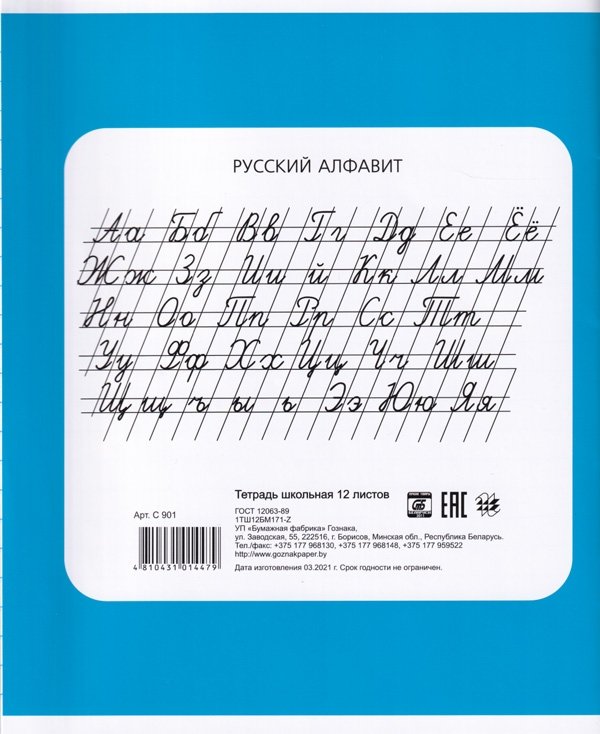 РУССКИЙ АЛФАВИТ
Аа Бб Вв Гг Дд Ее Ёё
Жж Зз Ии й Кк Лл Мм
Нн Оо Пп Рр Сс Тт
Уу Фф Хх Цц Чч Шш
Щщ ъ ы ь Ээ Юю Яя
Тетрадь школьная 12 листов
Арт. С 901
ГОСТ 12063-89
1ТШ12БМ171-Z
УП «Бумажная фабрика» Гознака,
ул. Заводская, 55, 222516, г. Борисов, Минская обл., Республика Беларусь.
Тел./факс: +375 177 968130, +375 177 968148, +375 177 959522
http://www.goznakpaper.by
Дата изготовления 03.2021 г. Срок годности не ограничен.
4 810431 014479
ЕАС